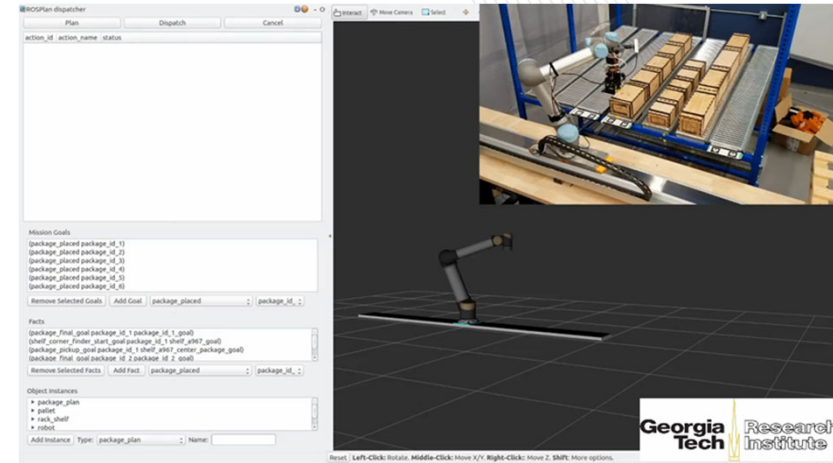 ROSPlan dispatcher
Plan Dispatch Cancel
action_id action_name status
Mission Goals
(package_placed package_id_1)
(package_placed package_id_2)
(package_placed package_id_3)
(package_placed package_id_4)
(package_placed package_id_5)
(package_placed package_id_6)
Remove Selected Goals Add Goal package_placed package_id_
Facts
(package_final_goal package_id_1 package_id_1_goal)
(shelf_corner_finder_start_goal package_id_1 shelf_a967_goal)
(package_pickup_goal package_id_1 shelf_a967_center_package_goal)
(package_final_goal package_id_2 package_id_2_goal)
Remove Selected Facts Add Fact package_placed package_id_
Object Instances
package_plan
pallet
rack_shelf
robot
Add Instance Type: package_plan Name:
Interact Move Camera Select
Reset Left-Click: Rotate. Middle-Click: Move X/Y. Right-Click: Move Z. Shift: More options.
Georgia Tech
Research Institute